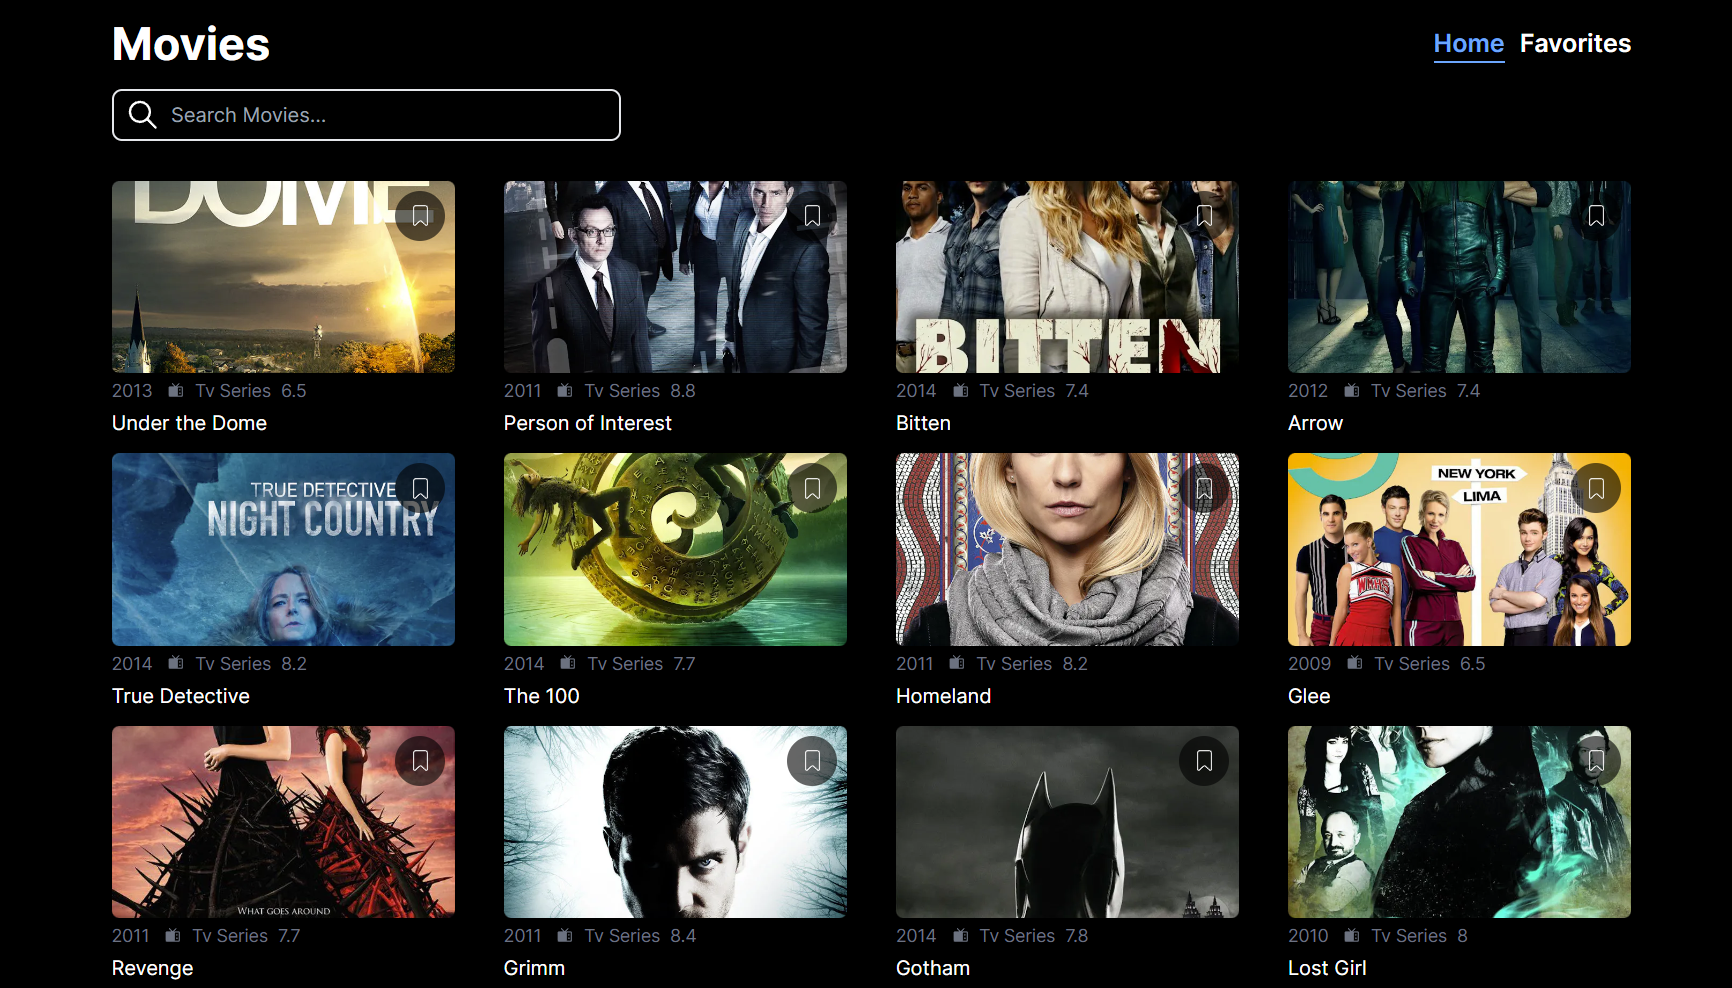 Movies
Home Favorites
Search Movies...
DOME
BITTEN
2013 Tv Series 6.5
Under the Dome
2011 Tv Series 8.8
Person of Interest
2014 Tv Series 7.4
Bitten
2012 Tv Series 7.4
Arrow
TRUE DETECTIVE
NIGHT COUNTRY
NEW YORK
LIMA
WMHS
2014 Tv Series 8.2
True Detective
2014 Tv Series 7.7
The 100
2011 Tv Series 8.2
Homeland
2009 Tv Series 6.5
Glee
WHAT GOES AROUND
2011 Tv Series 7.7
Revenge
2011 Tv Series 8.4
Grimm
2014 Tv Series 7.8
Gotham
2010 Tv Series 8
Lost Girl